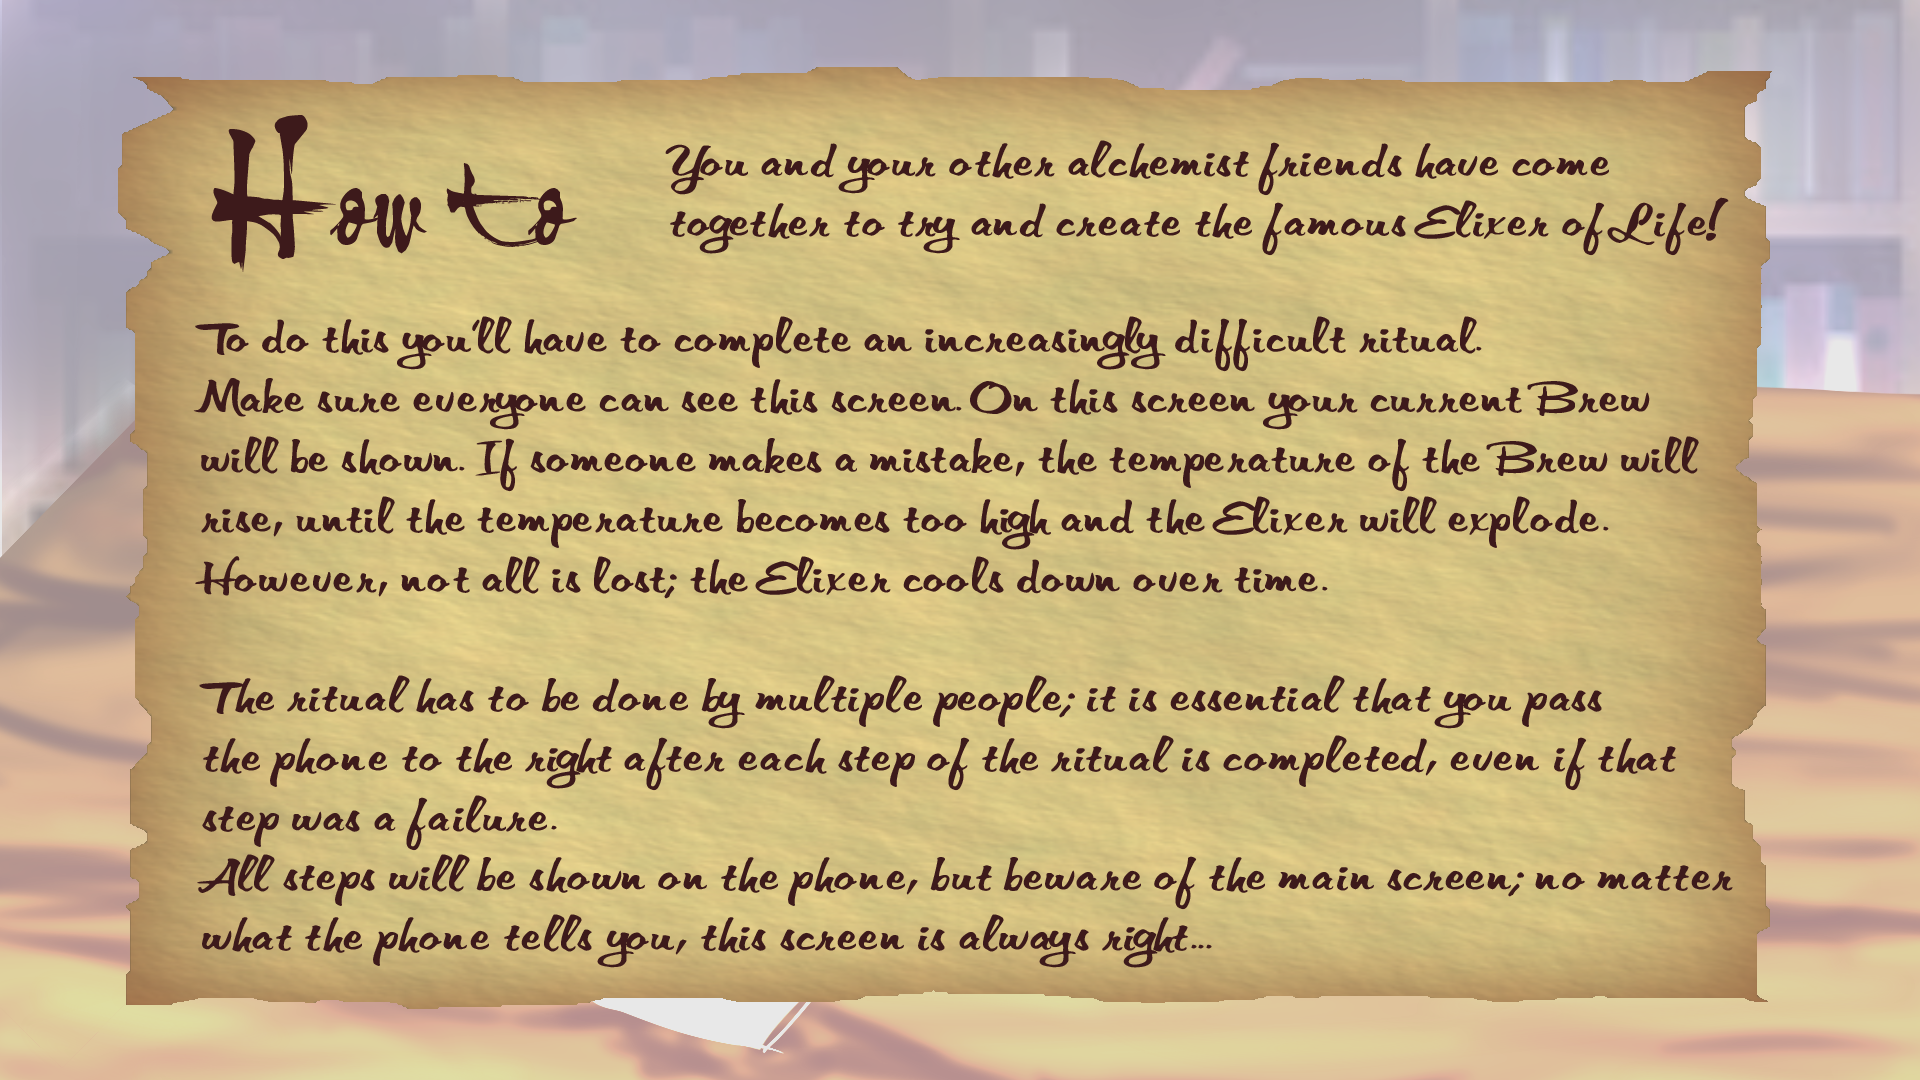 How to
You and your other alchemist friends have come
together to try and create the famous Elixer of Life!
To do this you'll have to complete an increasingly difficult ritual.
Make sure everyone can see this screen. On this screen your current Brew
will be shown. If someone makes a mistake, the temperature of the Brew will
rise, until the temperature becomes too high and the Elixer will explode.
However, not all is lost; the Elixer cools down over time.
The ritual has to be done by multiple people; it is essential that you pass
the phone to the right after each step of the ritual is completed, even if that
step was a failure.
All steps will be shown on the phone, but beware of the main screen; no matter
what the phone tells you, this screen is always right...